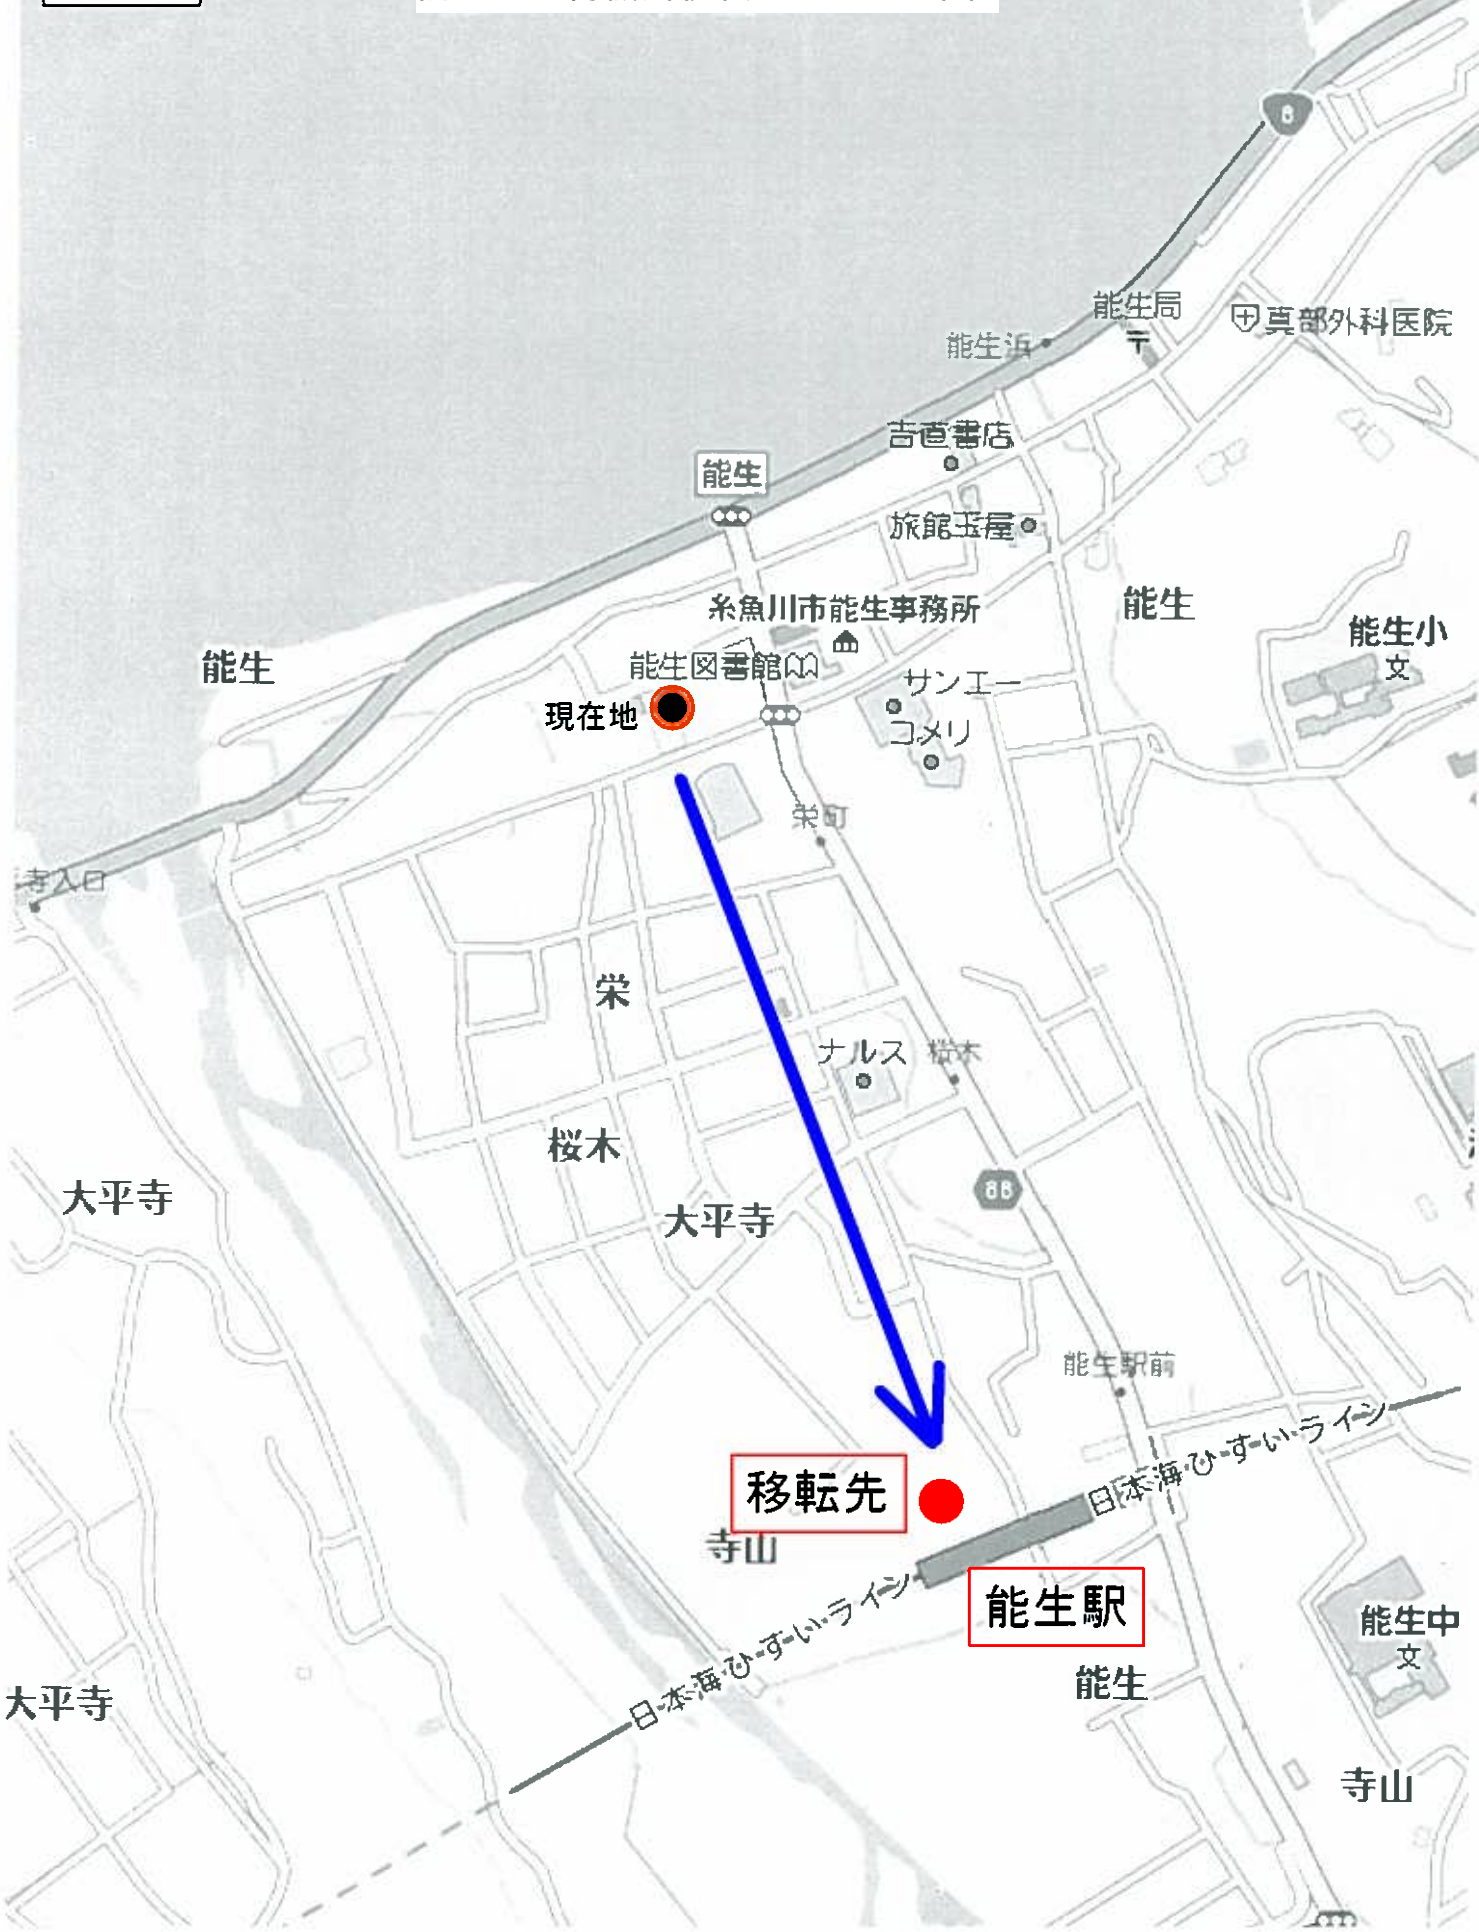 8
能生局
真部外科医院
能生浜
吉直書店
能生
旅館玉屋
糸魚川市能生事務所
能生
能生小
文
能生
能生図書館
サンエー
現在地
コメリ
栄町
寺入口
栄
ナルス
桜木
桜木
大平寺
大平寺
88
能生駅前
日本海ひすいライン
移転先
寺山
能生駅
日本海ひすいライン
能生中
文
能生
大平寺
寺山